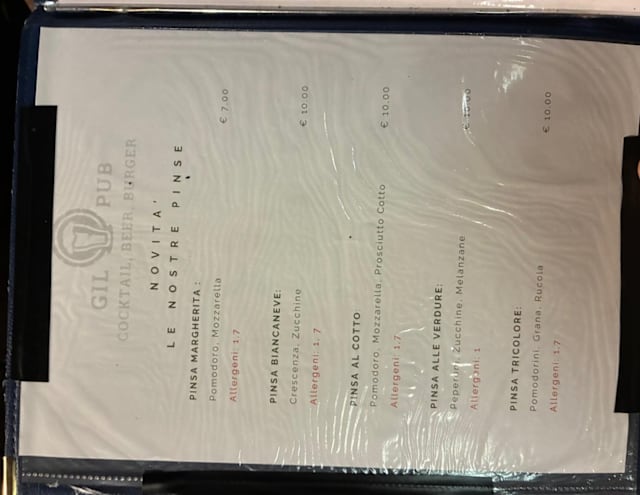 GIL PUB
COCKTAIL, BEER, BURGER
NOVITA'
LE NOSTRE PINSE
PINSA MARGHERITA:
Pomodoro, Mozzarella € 7.00
Allergeni: 1,7
PINSA BIANCANEVE:
Crescenza, Zucchine € 10.00
Allergeni: 1, 7
PINSA AL COTTO:
Pomodoro, Mozzarella, Prosciutto Cotto € 10.00
Allergeni: 1,7
PINSA ALLE VERDURE:
Peperoni, Zucchine, Melanzane € 10.00
Allergeni: 1
PINSA TRICOLORE:
Pomodorini, Grana, Rucola € 10.00
Allergeni: 1,7